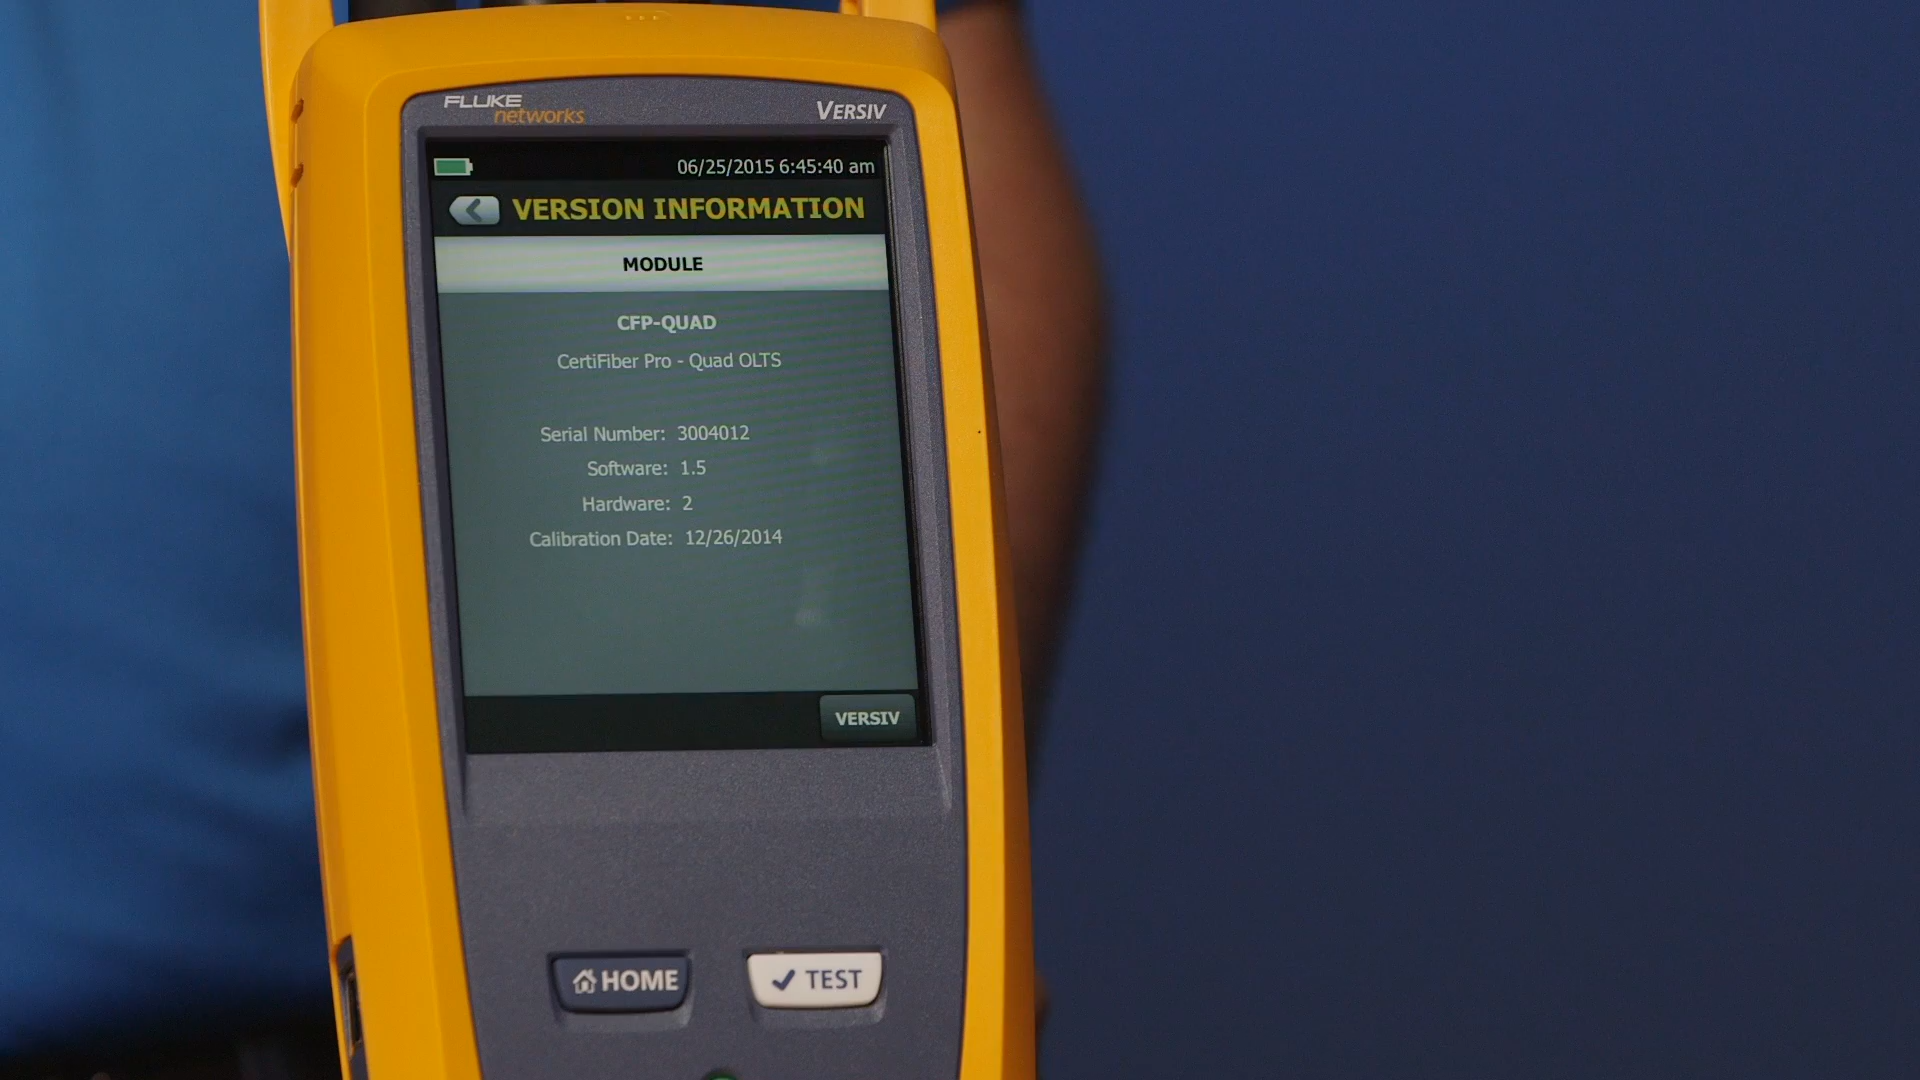 FLUKE
networks
VERSIV
06/25/2015 6:45:40 am
VERSION INFORMATION
MODULE
CFP-QUAD
CertiFiber Pro - Quad OLTS
Serial Number: 3004012
Software: 1.5
Hardware: 2
Calibration Date: 12/26/2014
VERSIV
HOME
TEST